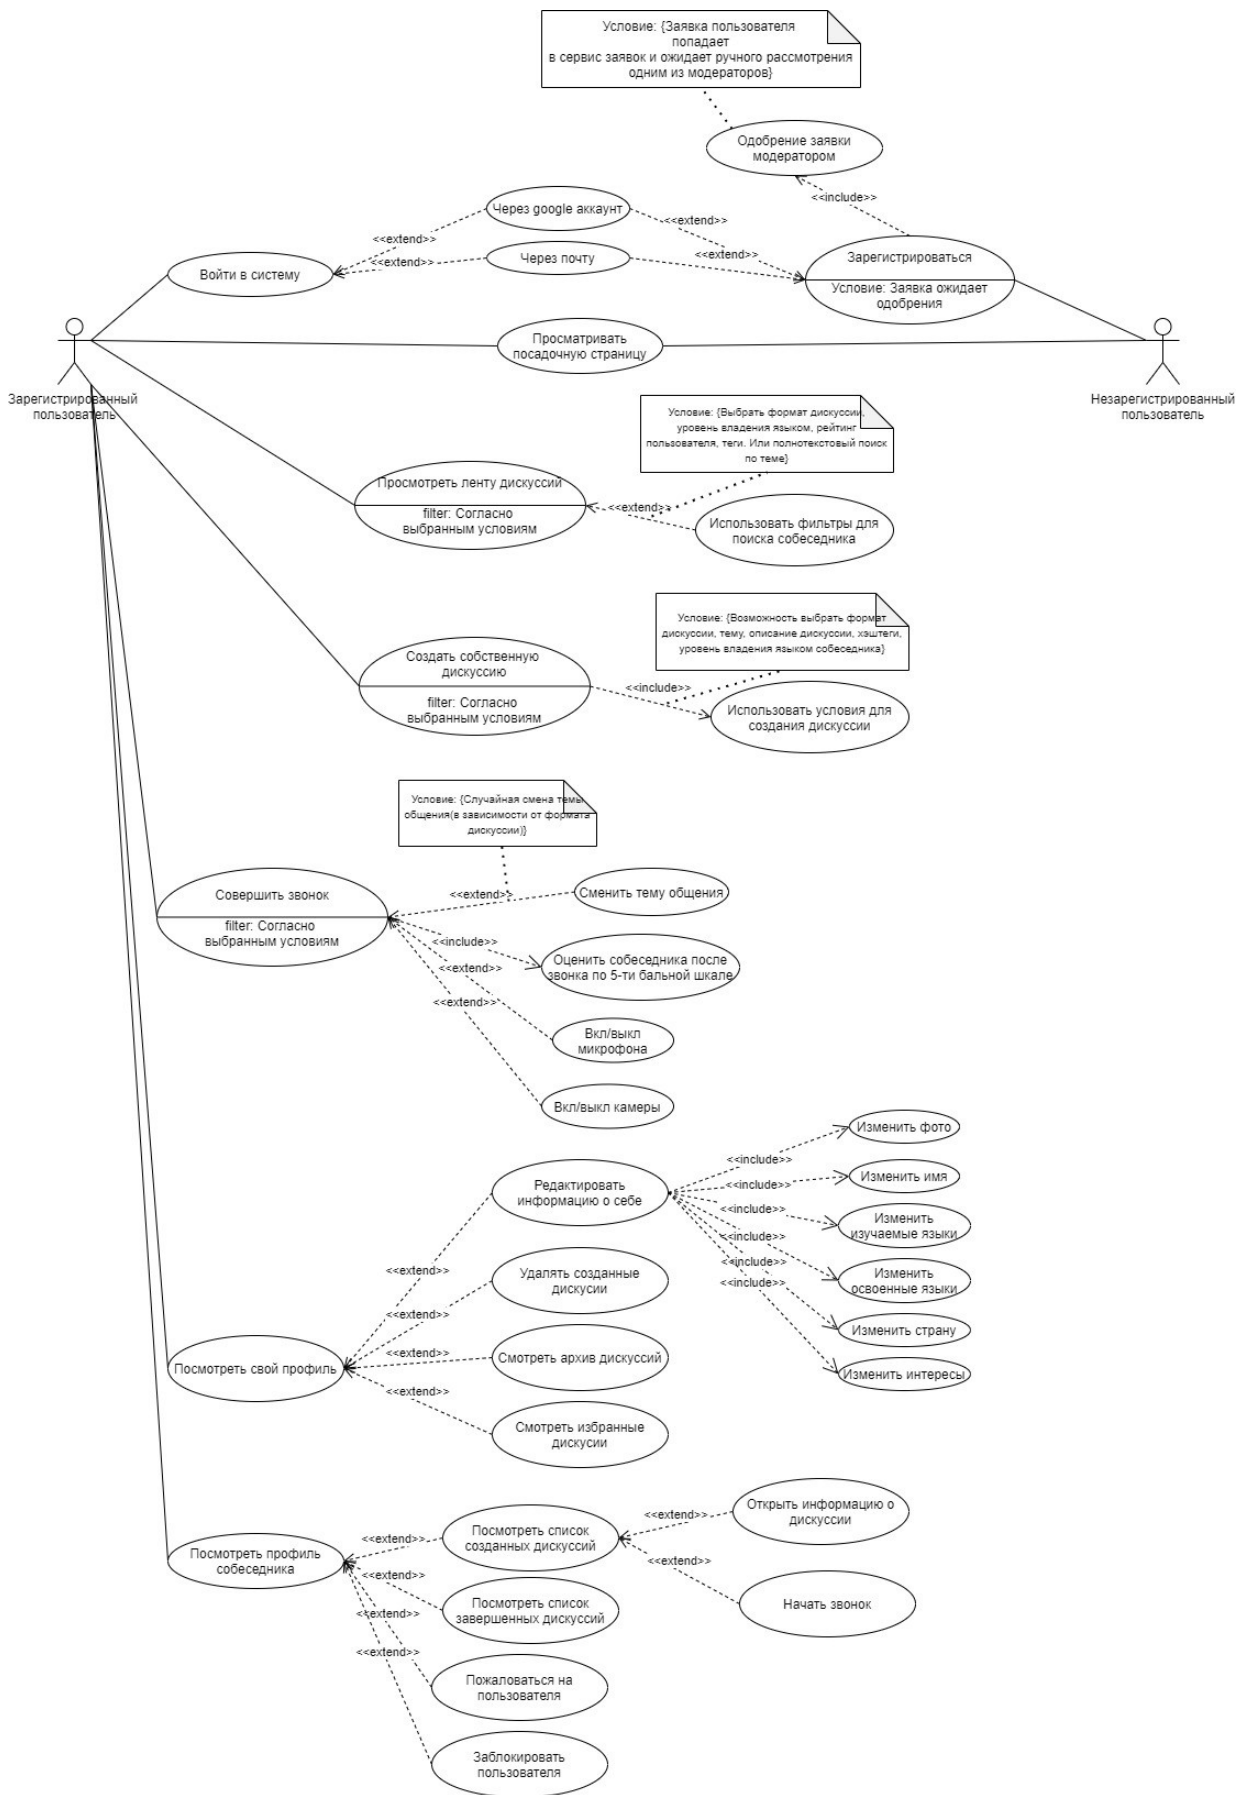 Условие: {Заявка пользователя
попадает
в сервис заявок и ожидает ручного рассмотрения
одним из модераторов}
Одобрение заявки
модератором
<<include>>
Через google аккаунт
<<extend>>
<<extend>>
Через почту
<<extend>>
<<extend>>
Войти в систему
Зарегистрироваться
Условие: Заявка ожидает
одобрения
Просматривать
посадочную страницу
Зарегистрированный
пользователь
Незарегистрированный
пользователь
Условие: {Выбрать формат дискуссии,
уровень владения языком, рейтинг
пользователя, теги. Или полнотекстовый поиск
по теме}
Просмотреть ленту дискуссий
filter: Согласно
выбранным условиям
<<extend>>
Использовать фильтры для
поиска собеседника
Условие: {Возможность выбрать формат
дискуссии, тему, описание дискуссии, хэштеги,
уровень владения языком собеседника}
Создать собственную
дискуссию
filter: Согласно
выбранным условиям
<<include>>
Использовать условия для
создания дискуссии
Условие: {Случайная смена темы
общения(в зависимости от формата
дискуссии)}
Совершить звонок
filter: Согласно
выбранным условиям
<<extend>>
Сменить тему общения
<<include>>
Оценить собеседника после
звонка по 5-ти бальной шкале
<<extend>>
Вкл/выкл
микрофона
<<extend>>
Вкл/выкл камеры
Редактировать
информацию о себе
<<include>>
Изменить фото
<<include>>
Изменить имя
<<include>>
Изменить
изучаемые языки
<<include>>
Изменить
освоенные языки
<<include>>
Изменить страну
<<include>>
Изменить интересы
<<extend>>
Удалять созданные
дискусии
<<extend>>
Смотреть архив дискуссий
<<extend>>
Посмотреть свой профиль
<<extend>>
Смотреть избранные
дискусии
Посмотреть профиль
собеседника
<<extend>>
Посмотреть список
созданных дискуссий
<<extend>>
Открыть информацию о
дискуссии
<<extend>>
Начать звонок
<<extend>>
Посмотреть список
завершенных дискуссий
<<extend>>
Пожаловаться на
пользователя
<<extend>>
Заблокировать
пользователя